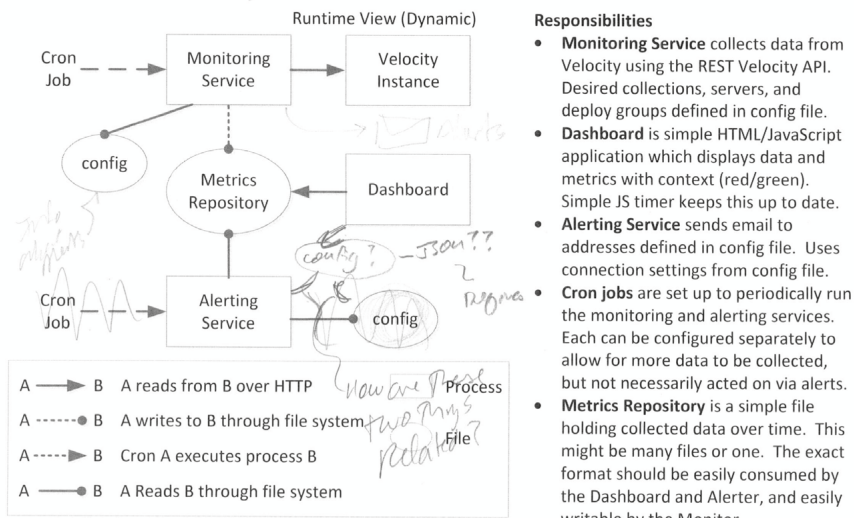 Runtime View (Dynamic)
Cron
Job
Monitoring
Service
Velocity
Instance
config
Metrics
Repository
Dashboard
config?
JSON??
Cron
Job
Alerting
Service
config
A B A reads from B over HTTP
A B A writes to B through file system
A B Cron A executes process B
A B A Reads B through file system
Process
File
How are these
two things
related?
Responsibilities
• Monitoring Service collects data from
Velocity using the REST Velocity API.
Desired collections, servers, and
deploy groups defined in config file.
• Dashboard is simple HTML/JavaScript
application which displays data and
metrics with context (red/green).
Simple JS timer keeps this up to date.
• Alerting Service sends email to
addresses defined in config file. Uses
connection settings from config file.
• Cron jobs are set up to periodically run
the monitoring and alerting services.
Each can be configured separately to
allow for more data to be collected,
but not necessarily acted on via alerts.
• Metrics Repository is a simple file
holding collected data over time. This
might be many files or one. The exact
format should be easily consumed by
the Dashboard and Alerter, and easily
writable by the Monitor.